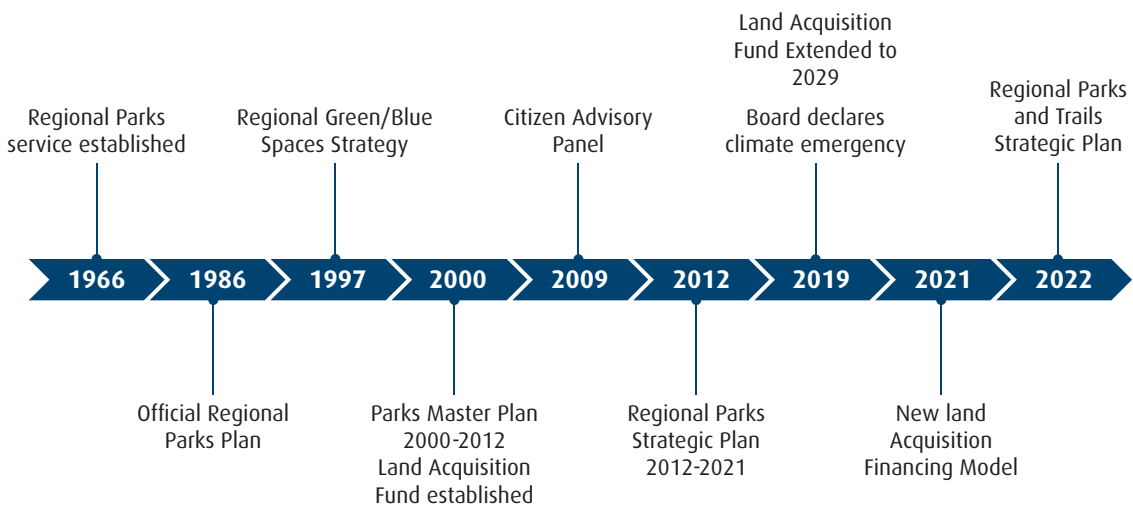 Land Acquisition
Fund Extended to
2029
Regional Parks
service established
Regional Green/Blue
Spaces Strategy
Citizen Advisory
Panel
Board declares
climate emergency
Regional Parks
and Trails
Strategic Plan
1966
1986
1997
2000
2009
2012
2019
2021
2022
Official Regional
Parks Plan
Parks Master Plan
2000-2012
Land Acquisition
Fund established
Regional Parks
Strategic Plan
2012-2021
New land
Acquisition
Financing Model